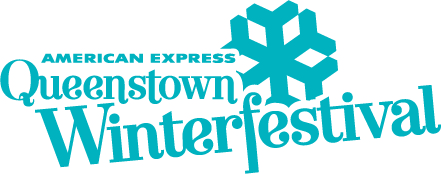 AMERICAN EXPRESS
Queenstown
Winterfestival